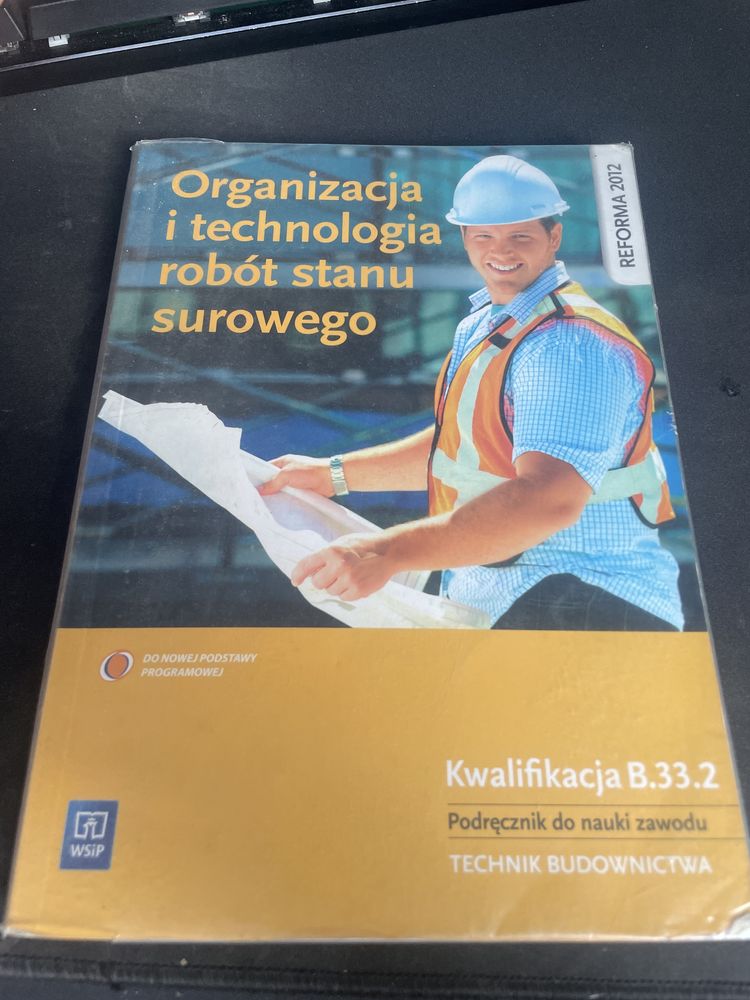 Organizacja
i technologia
robót stanu
surowego
REFORMA 2012
DO NOWEJ PODSTAWY
PROGRAMOWEJ
Kwalifikacja B.33.2
Podręcznik do nauki zawodu
TECHNIK BUDOWNICTWA
WSiP